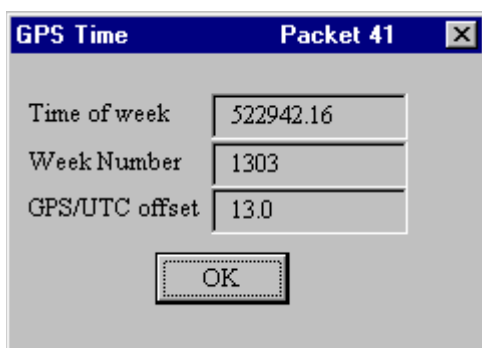 GPS Time Packet 41
Time of week 522942.16
Week Number 1303
GPS/UTC offset 13.0
OK